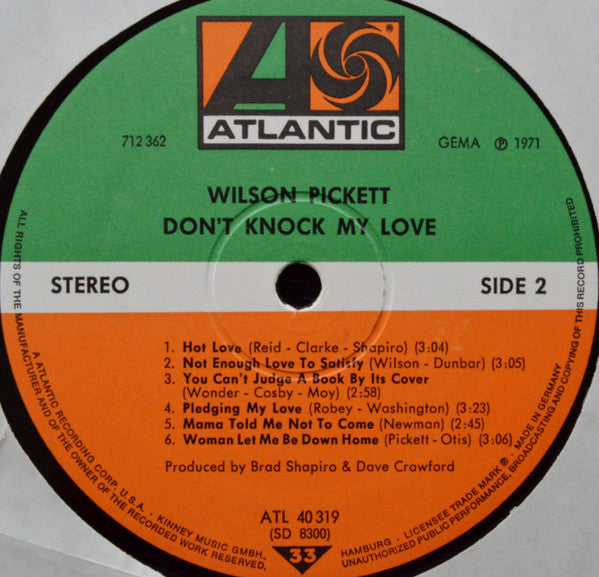 A
®
ATLANTIC
712 362
GEMA ℗ 1971
WILSON PICKETT
DON'T KNOCK MY LOVE
STEREO
SIDE 2
1. Hot Love (Reid - Clarke - Shapiro) (3:04)
2. Not Enough Love To Satisfy (Wilson - Dunbar) (3:05)
3. You Can't Judge A Book By Its Cover
(Wonder - Cosby - Moy) (2:58)
4. Pledging My Love (Robey - Washington) (3:23)
5. Mama Told Me Not To Come (Newman) (2:45)
6. Woman Let Me Be Down Home (Pickett - Otis) (3:06)
Produced by Brad Shapiro & Dave Crawford
ATL 40 319
(SD 8300)
33
ALL RIGHTS OF THE MANUFACTURER AND OF THE OWNER OF THE RECORDED WORK RESERVED,
UNAUTHORIZED PUBLIC PERFORMANCE, BROADCASTING AND COPYING OF THIS RECORD PROHIBITED
A ATLANTIC RECORDING CORP. U.S.A. · KINNEY MUSIC GMBH.,
HAMBURG · LICENSEE TRADE MARK ® · MADE IN GERMANY